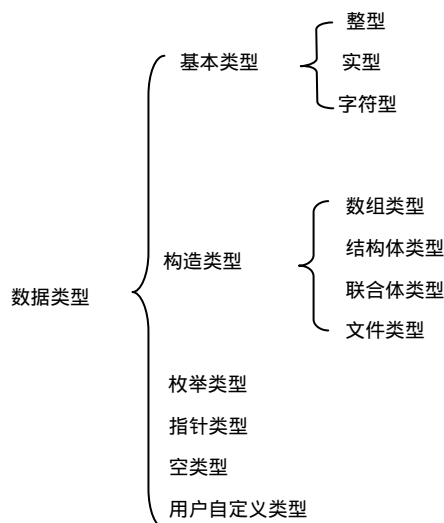 数据类型
基本类型
整型
实型
字符型
构造类型
数组类型
结构体类型
联合体类型
文件类型
枚举类型
指针类型
空类型
用户自定义类型